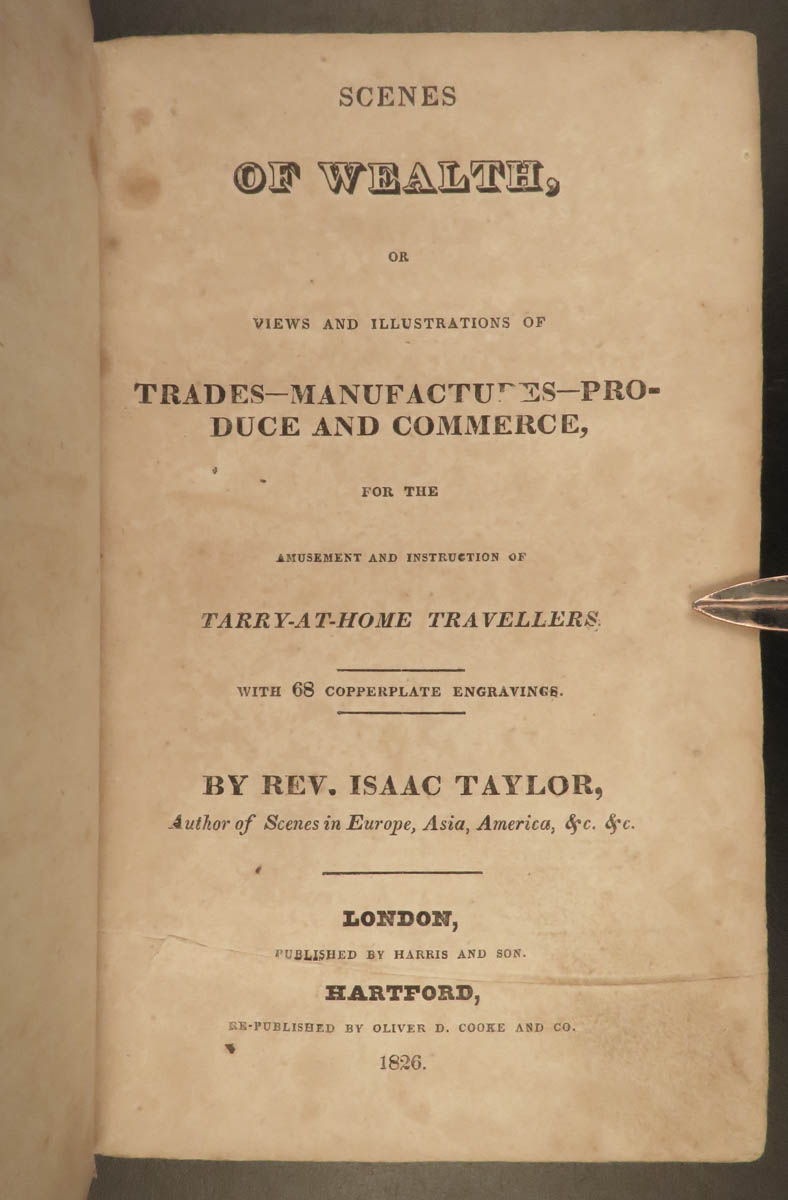 SCENES
OF WEALTH,
OR
VIEWS AND ILLUSTRATIONS OF
TRADES—MANUFACTURES—PRO-
DUCE AND COMMERCE,
FOR THE
AMUSEMENT AND INSTRUCTION OF
TARRY-AT-HOME TRAVELLERS.
WITH 68 COPPERPLATE ENGRAVINGS.
BY REV. ISAAC TAYLOR,
Author of Scenes in Europe, Asia, America, &c. &c.
LONDON,
PUBLISHED BY HARRIS AND SON.
HARTFORD,
RE-PUBLISHED BY OLIVER D. COOKE AND CO.
1826.